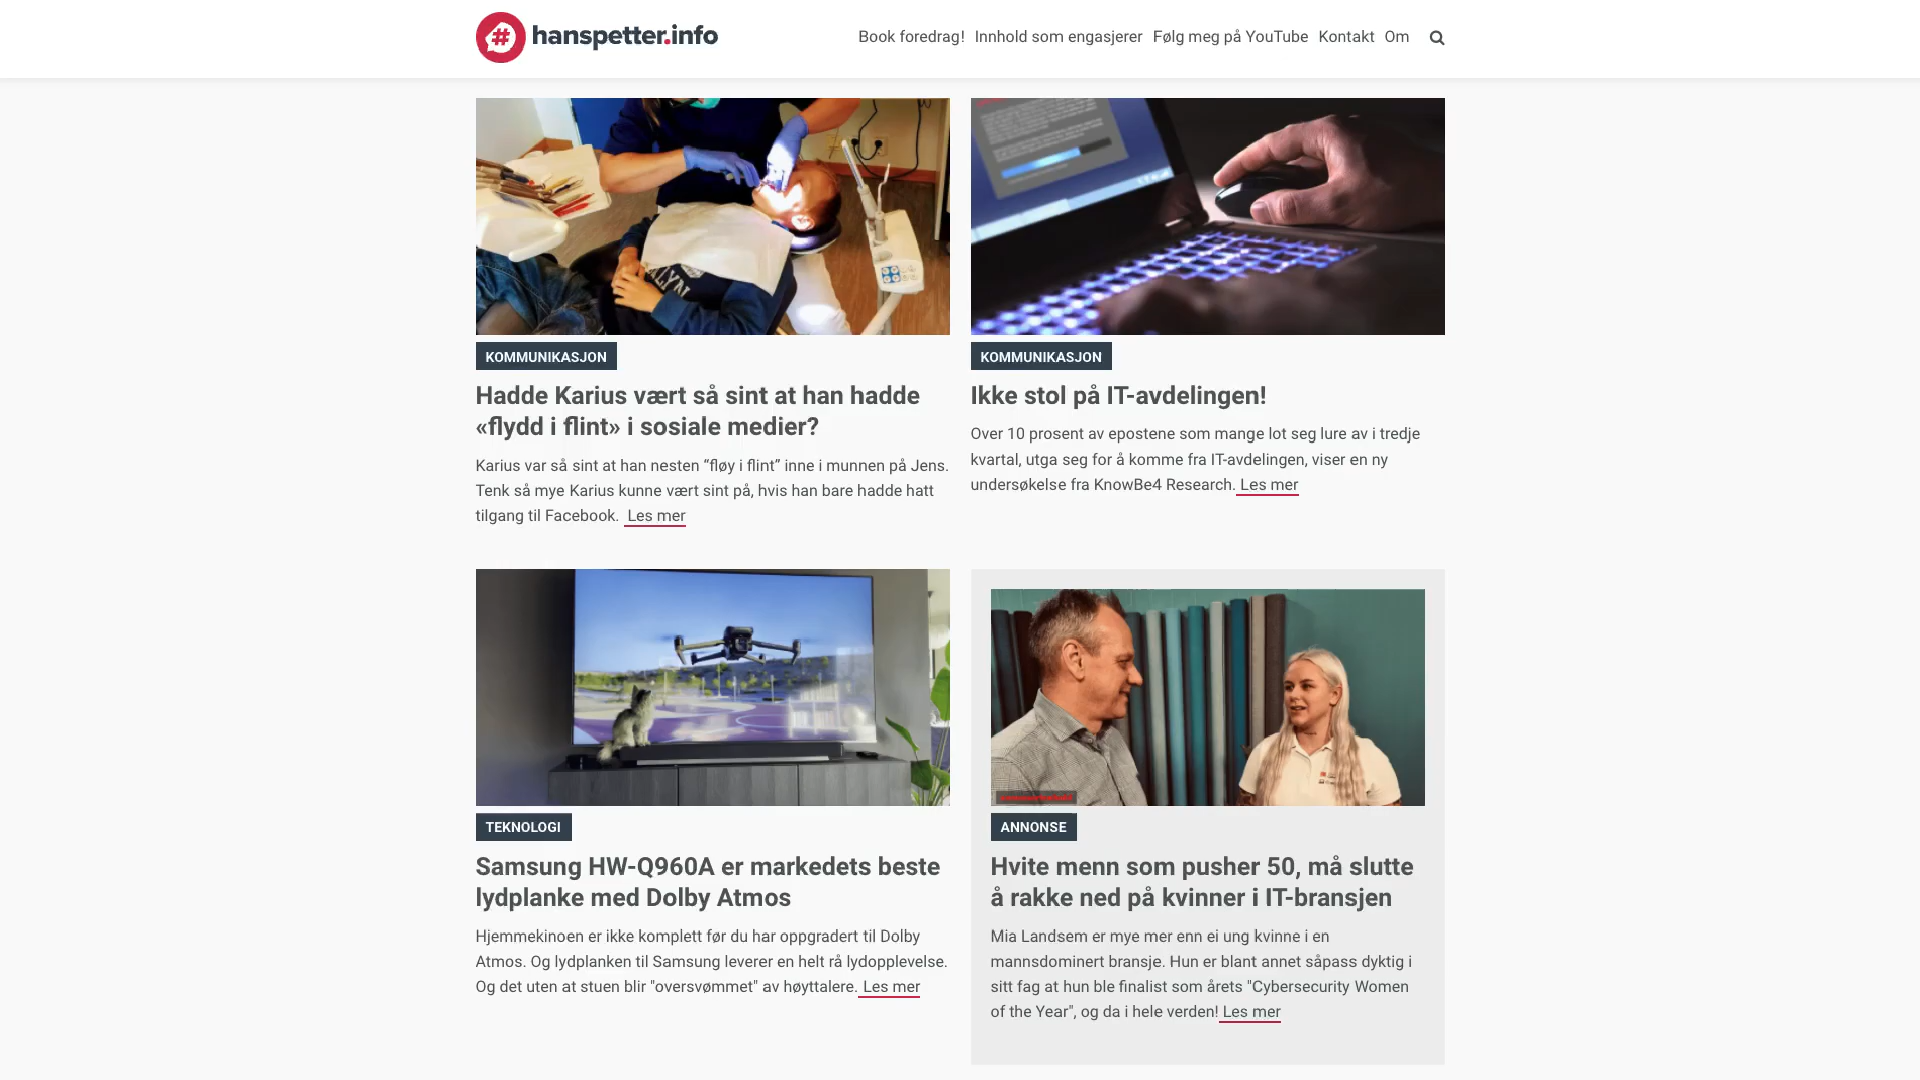 hanspetter.info
Book foredrag! Innhold som engasjerer Følg meg på YouTube Kontakt Om
KOMMUNIKASJON
Hadde Karius vært så sint at han hadde
«flydd i flint» i sosiale medier?
Karius var så sint at han nesten “fløy i flint” inne i munnen på Jens.
Tenk så mye Karius kunne vært sint på, hvis han bare hadde hatt
tilgang til Facebook. Les mer
KOMMUNIKASJON
Ikke stol på IT-avdelingen!
Over 10 prosent av epostene som mange lot seg lure av i tredje
kvartal, utga seg for å komme fra IT-avdelingen, viser en ny
undersøkelse fra KnowBe4 Research. Les mer
TEKNOLOGI
Samsung HW-Q960A er markedets beste
lydplanke med Dolby Atmos
Hjemmekinoen er ikke komplett før du har oppgradert til Dolby
Atmos. Og lydplanken til Samsung leverer en helt rå lydopplevelse.
Og det uten at stuen blir "oversvømmet" av høyttalere. Les mer
ANNONSE
Hvite menn som pusher 50, må slutte
å rakke ned på kvinner i IT-bransjen
Mia Landsem er mye mer enn ei ung kvinne i en
mannsdominert bransje. Hun er blant annet såpass dyktig i
sitt fag at hun ble finalist som årets "Cybersecurity Women
of the Year", og da i hele verden! Les mer